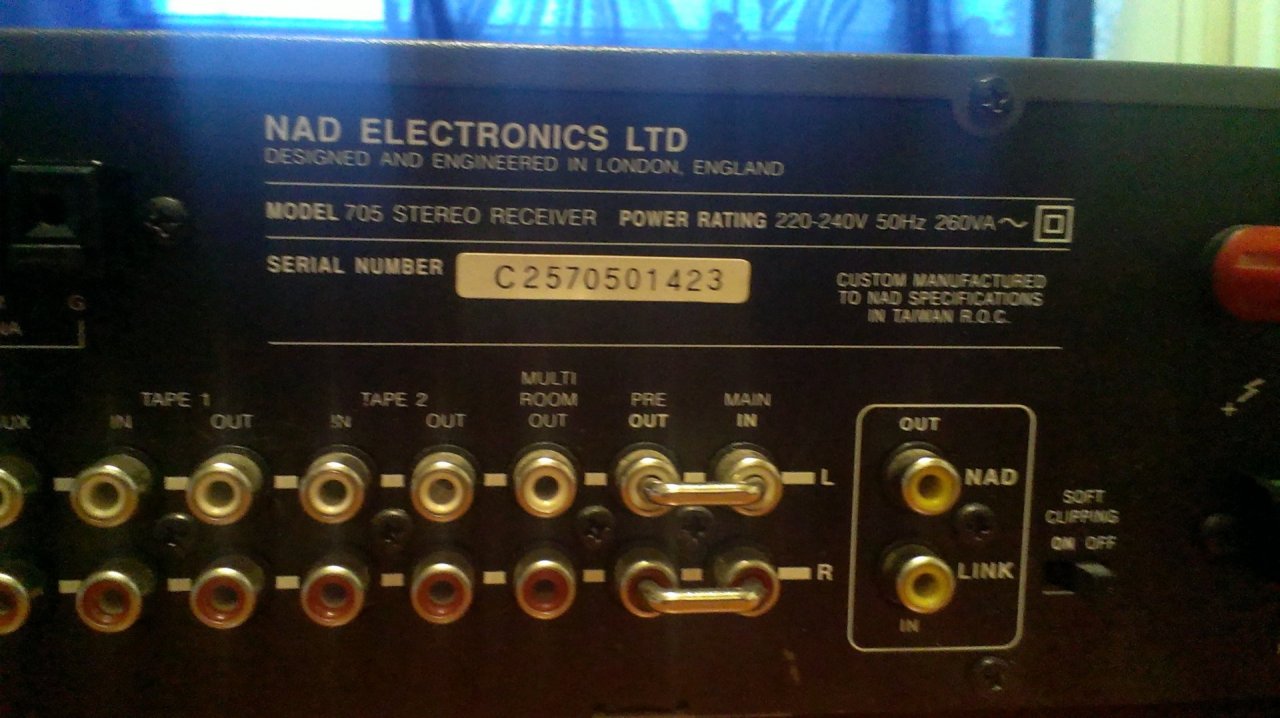 NAD ELECTRONICS LTD
DESIGNED AND ENGINEERED IN LONDON, ENGLAND
MODEL 705 STEREO RECEIVER POWER RATING 220-240V 50Hz 260VA~
SERIAL NUMBER C2570501423
CUSTOM MANUFACTURED
TO NAD SPECIFICATIONS
IN TAIWAN R.O.C.
G
TAPE 1
IN OUT
TAPE 2
IN OUT
MULTI
ROOM
OUT
PRE
OUT
MAIN
IN
L
R
OUT
NAD
LINK
IN
SOFT
CLIPPING
ON OFF